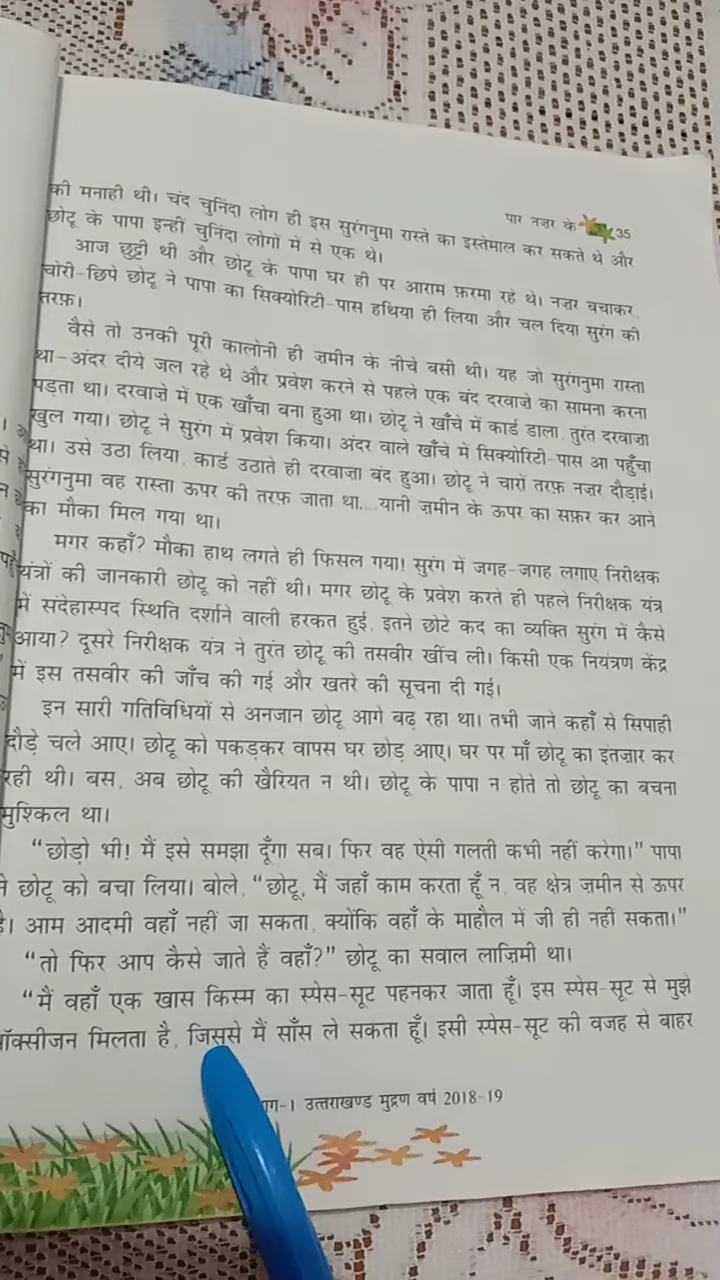 पार नज़र के 35
की मनाही थी। चंद चुनिंदा लोग ही इस सुरंगनुमा रास्ते का इस्तेमाल कर सकते थे और
छोटू के पापा इन्हीं चुनिंदा लोगों में से एक थे।
आज छुट्टी थी और छोटू के पापा घर ही पर आराम फ़रमा रहे थे। नज़र बचाकर
चोरी-छिपे छोटू ने पापा का सिक्योरिटी-पास हथिया ही लिया और चल दिया सुरंग की
तरफ़।
वैसे तो उनकी पूरी कालोनी ही ज़मीन के नीचे बसी थी। यह जो सुरंगनुमा रास्ता
था–अंदर दीये जल रहे थे और प्रवेश करने से पहले एक बंद दरवाज़े का सामना करना
पड़ता था। दरवाज़े में एक खाँचा बना हुआ था। छोटू ने खाँचे में कार्ड डाला, तुरंत दरवाज़ा
खुल गया। छोटू ने सुरंग में प्रवेश किया। अंदर वाले खाँचे में सिक्योरिटी-पास आ पहुँचा
था। उसे उठा लिया, कार्ड उठाते ही दरवाज़ा बंद हुआ। छोटू ने चारों तरफ़ नज़र दौड़ाई।
सुरंगनुमा वह रास्ता ऊपर की तरफ़ जाता था....यानी ज़मीन के ऊपर का सफ़र कर आने
का मौका मिल गया था।
मगर कहाँ? मौका हाथ लगते ही फिसल गया! सुरंग में जगह-जगह लगाए निरीक्षक
यंत्रों की जानकारी छोटू को नहीं थी। मगर छोटू के प्रवेश करते ही पहले निरीक्षक यंत्र
में संदेहास्पद स्थिति दर्शाने वाली हरकत हुई, इतने छोटे कद का व्यक्ति सुरंग में कैसे
आया? दूसरे निरीक्षक यंत्र ने तुरंत छोटू की तसवीर खींच ली। किसी एक नियंत्रण केंद्र
में इस तसवीर की जाँच की गई और खतरे की सूचना दी गई।
इन सारी गतिविधियों से अनजान छोटू आगे बढ़ रहा था। तभी जाने कहाँ से सिपाही
दौड़े चले आए। छोटू को पकड़कर वापस घर छोड़ आए। घर पर माँ छोटू का इंतज़ार कर
रही थी। बस, अब छोटू की खैरियत न थी। छोटू के पापा न होते तो छोटू का बचना
मुश्किल था।
“छोड़ो भी! मैं इसे समझा दूँगा सब। फिर वह ऐसी गलती कभी नहीं करेगा।” पापा
ने छोटू को बचा लिया। बोले, “छोटू, मैं जहाँ काम करता हूँ न, वह क्षेत्र ज़मीन से ऊपर
है। आम आदमी वहाँ नहीं जा सकता, क्योंकि वहाँ के माहौल में जी ही नहीं सकता।”
“तो फिर आप कैसे जाते हैं वहाँ?” छोटू का सवाल लाज़िमी था।
“मैं वहाँ एक खास किस्म का स्पेस-सूट पहनकर जाता हूँ। इस स्पेस-सूट से मुझे
ऑक्सीजन मिलता है, जिससे मैं साँस ले सकता हूँ। इसी स्पेस-सूट की वजह से बाहर
ाग-1 उत्तराखण्ड मुद्रण वर्ष 2018-19